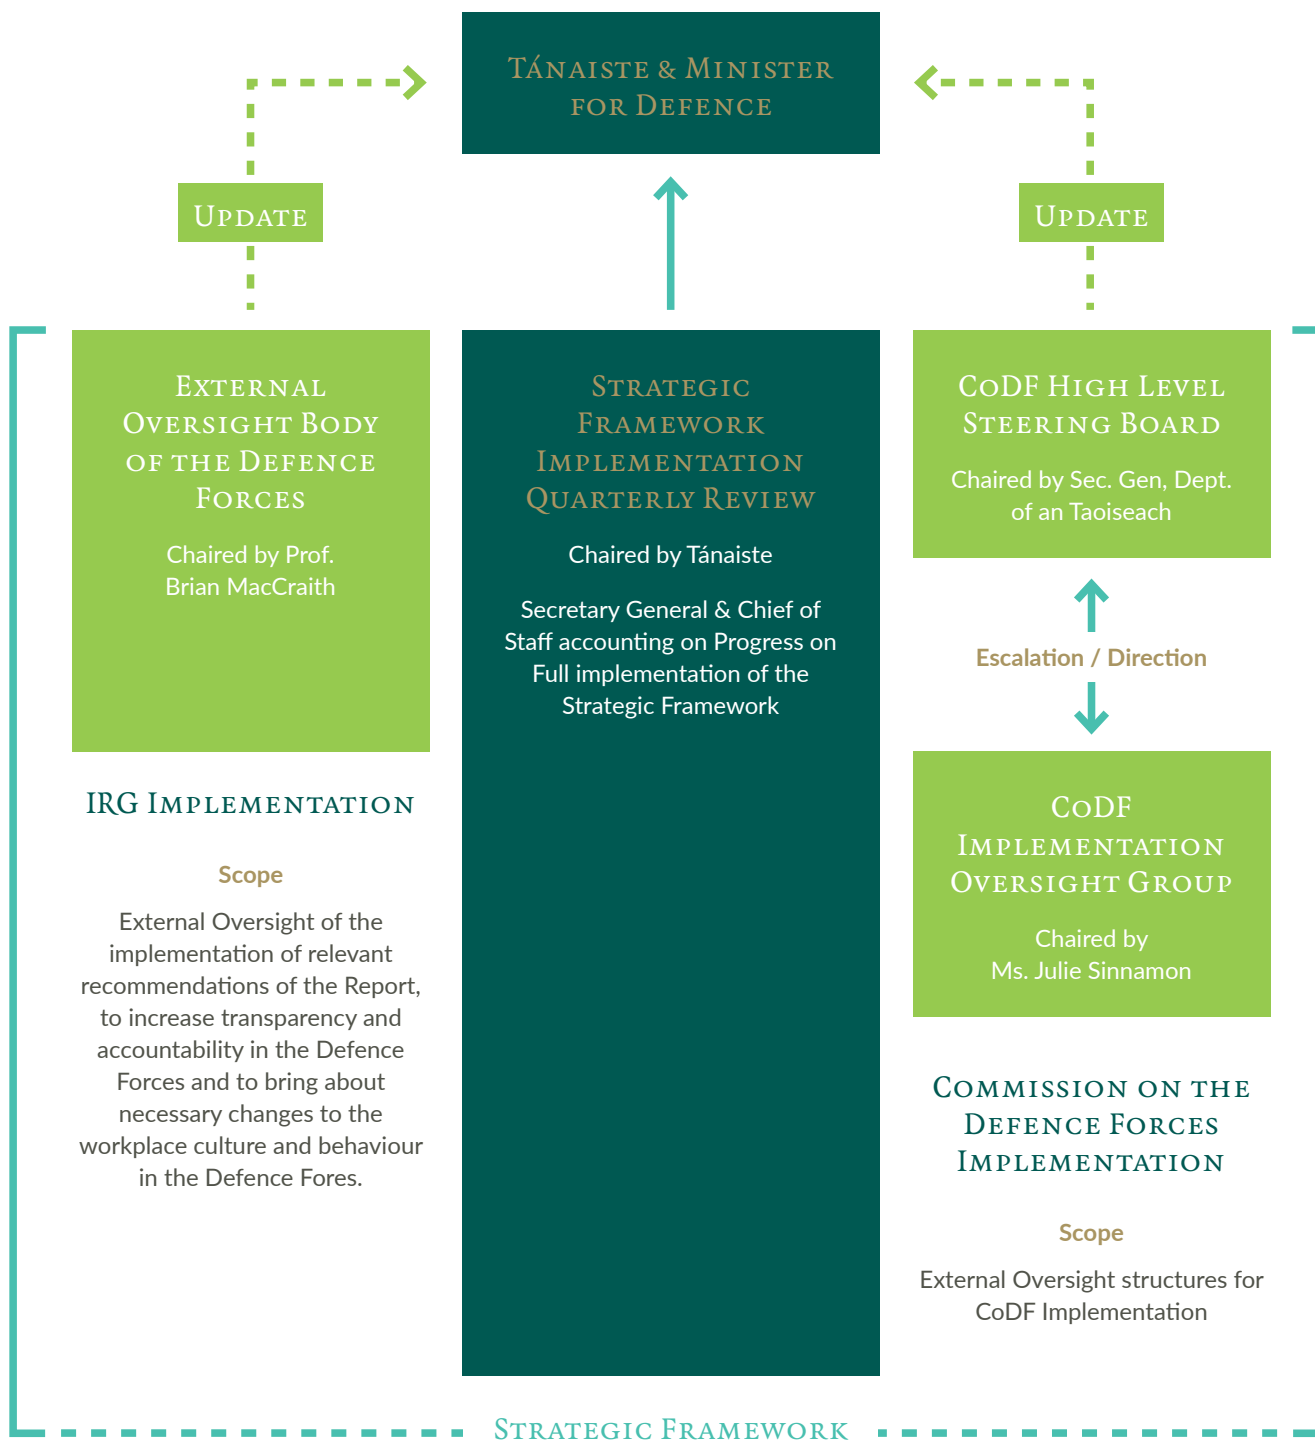 Tánaiste & Minister
for Defence
Update
Update
External
Oversight Body
of the Defence
Forces
Chaired by Prof.
Brian MacCraith
IRG Implementation
Scope
External Oversight of the
implementation of relevant
recommendations of the Report,
to increase transparency and
accountability in the Defence
Forces and to bring about
necessary changes to the
workplace culture and behaviour
in the Defence Fores.
Strategic
Framework
Implementation
Quarterly Review
Chaired by Tánaiste
Secretary General & Chief of
Staff accounting on Progress on
Full implementation of the
Strategic Framework
CoDF High Level
Steering Board
Chaired by Sec. Gen, Dept.
of an Taoiseach
Escalation / Direction
CoDF
Implementation
Oversight Group
Chaired by
Ms. Julie Sinnamon
Commission on the
Defence Forces
Implementation
Scope
External Oversight structures for
CoDF Implementation
Strategic Framework